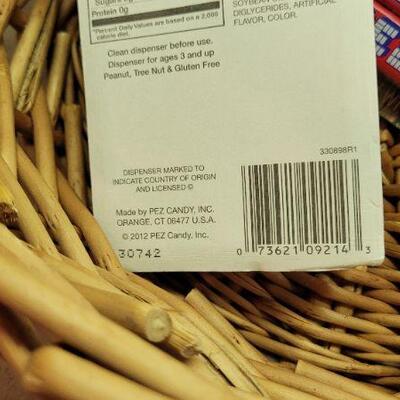 Sugars
Protein 0g
*Percent Daily Values are based on a 2,000
calorie diet.
SOYBEAN
DIGLYCERIDES, ARTIFICIAL
FLAVOR, COLOR.
Clean dispenser before use.
Dispenser for ages 3 and up
Peanut, Tree Nut & Gluten Free
330898R1
DISPENSER MARKED TO
INDICATE COUNTRY OF ORIGIN
AND LICENSED ©
Made by PEZ CANDY, INC.
ORANGE, CT 06477 U.S.A.
© 2012 PEZ Candy, Inc.
30742
0 73621 09214 3